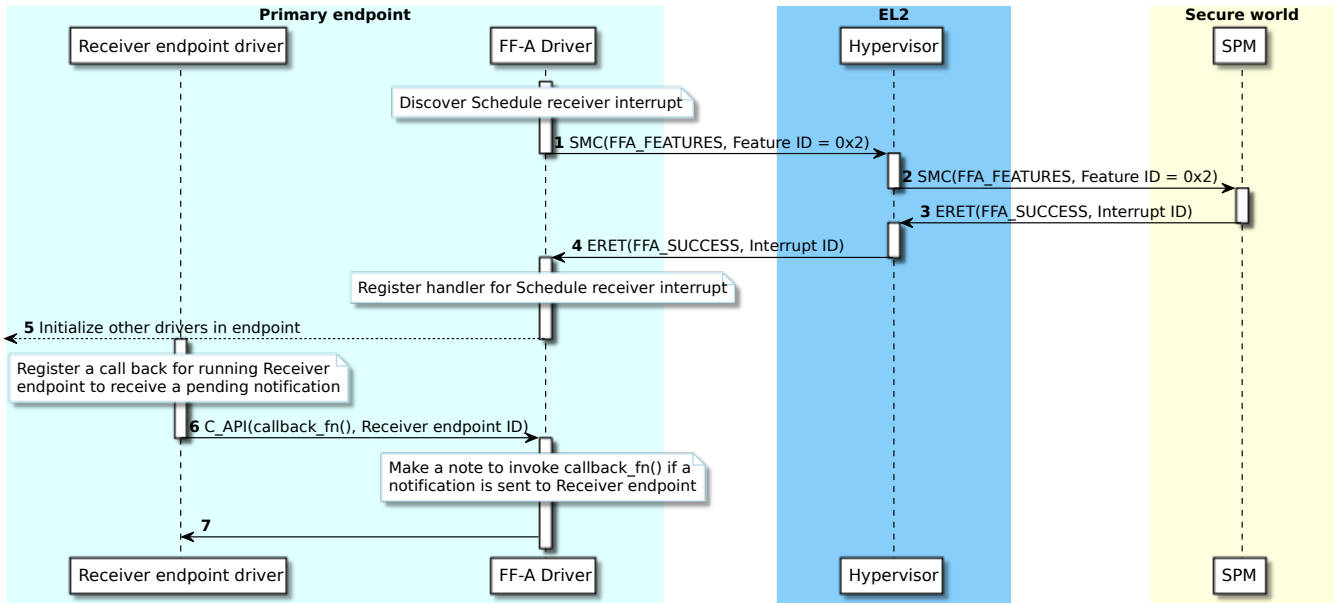 Primary endpoint
EL2
Secure world
Receiver endpoint driver
FF-A Driver
Hypervisor
SPM
Discover Schedule receiver interrupt
1 SMC(FFA_FEATURES, Feature ID = 0x2)
2 SMC(FFA_FEATURES, Feature ID = 0x2)
3 ERET(FFA_SUCCESS, Interrupt ID)
4 ERET(FFA_SUCCESS, Interrupt ID)
Register handler for Schedule receiver interrupt
5 Initialize other drivers in endpoint
Register a call back for running Receiver
endpoint to receive a pending notification
6 C_API(callback_fn(), Receiver endpoint ID)
Make a note to invoke callback_fn() if a
notification is sent to Receiver endpoint
7
Receiver endpoint driver
FF-A Driver
Hypervisor
SPM